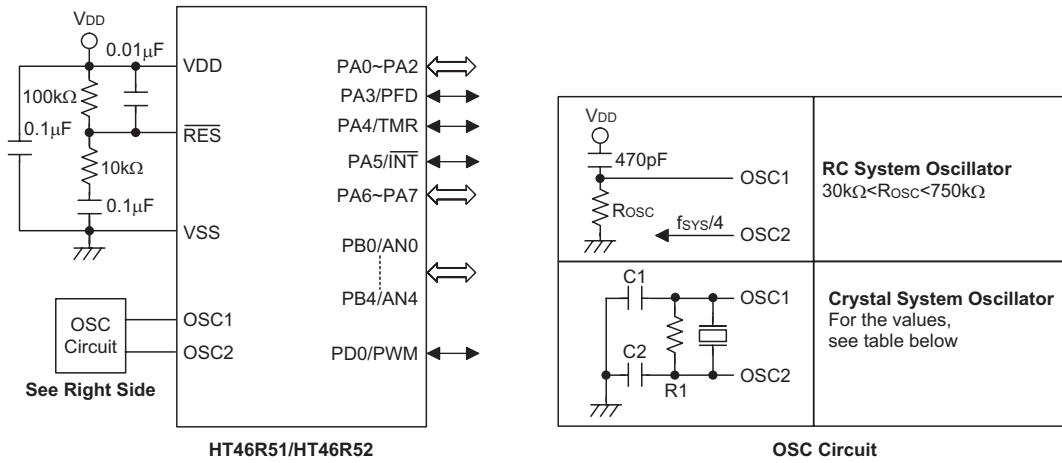 VDD
0.01µF
VDD
100kΩ
RES
0.1µF
10kΩ
0.1µF
VSS
OSC
Circuit
OSC1
OSC2
See Right Side
PA0~PA2
PA3/PFD
PA4/TMR
PA5/INT
PA6~PA7
PB0/AN0
PB4/AN4
PD0/PWM
HT46R51/HT46R52
VDD
470pF
OSC1
ROSC
fSYS/4
OSC2
RC System Oscillator
30kΩ<ROSC<750kΩ
C1
OSC1
C2
R1
OSC2
Crystal System Oscillator
For the values,
see table below
OSC Circuit